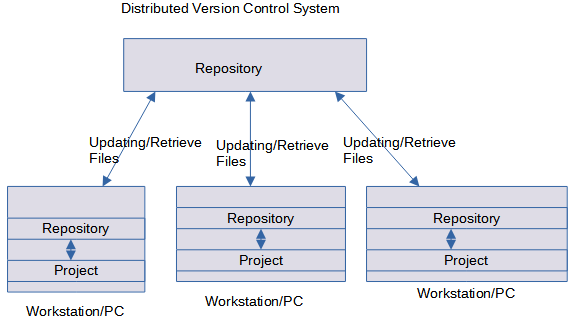 Distributed Version Control System
Repository
Updating/Retrieve
Files
Updating/Retrieve
Files
Updating/Retrieve
Files
Repository
Project
Workstation/PC
Repository
Project
Workstation/PC
Repository
Project
Workstation/PC